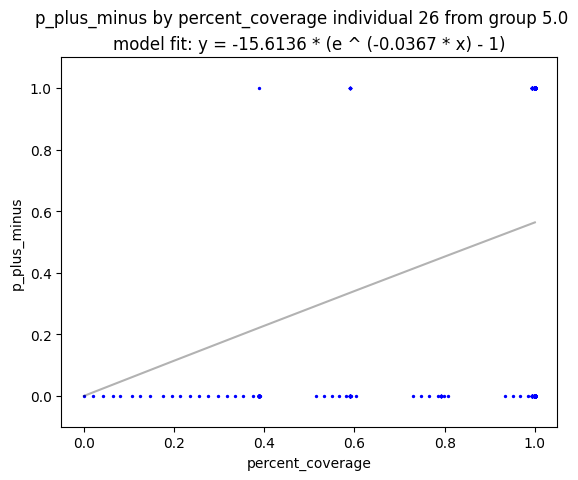 p_plus_minus by percent_coverage individual 26 from group 5.0
model fit: y = -15.6136 * (e ^ (-0.0367 * x) - 1)
1.0
0.8
0.6
0.4
0.2
0.0
p_plus_minus
0.0 0.2 0.4 0.6 0.8 1.0
percent_coverage